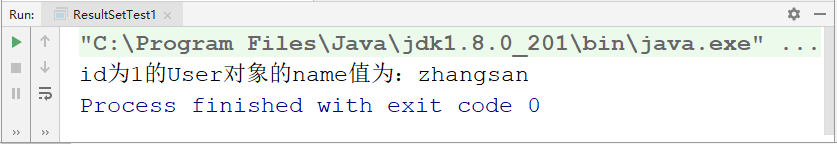 Run: ResultSetTest1 ×
"C:\Program Files\Java\jdk1.8.0_201\bin\java.exe" ...
id为1的User对象的name值为：zhangsan
Process finished with exit code 0